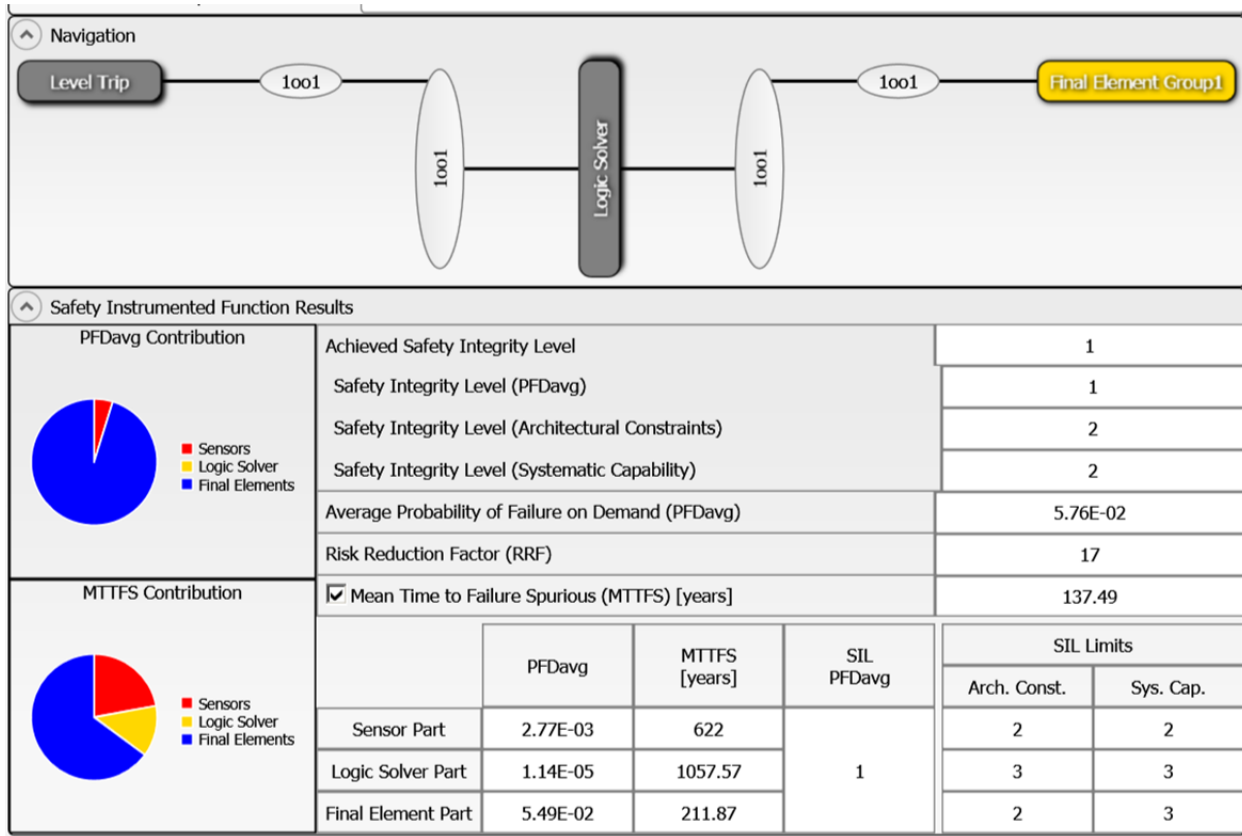 Navigation
Level Trip
1oo1
1oo1
Logic Solver
1oo1
1oo1
Final Element Group1
Safety Instrumented Function Results
PFDavg Contribution
Sensors
Logic Solver
Final Elements
MTTFS Contribution
Sensors
Logic Solver
Final Elements
Achieved Safety Integrity Level 1
Safety Integrity Level (PFDavg) 1
Safety Integrity Level (Architectural Constraints) 2
Safety Integrity Level (Systematic Capability) 2
Average Probability of Failure on Demand (PFDavg) 5.76E-02
Risk Reduction Factor (RRF) 17
Mean Time to Failure Spurious (MTTFS) [years] 137.49
PFDavg MTTFS [years] SIL PFDavg SIL Limits
Arch. Const. Sys. Cap.
Sensor Part 2.77E-03 622 2 2
Logic Solver Part 1.14E-05 1057.57 1 3 3
Final Element Part 5.49E-02 211.87 2 3